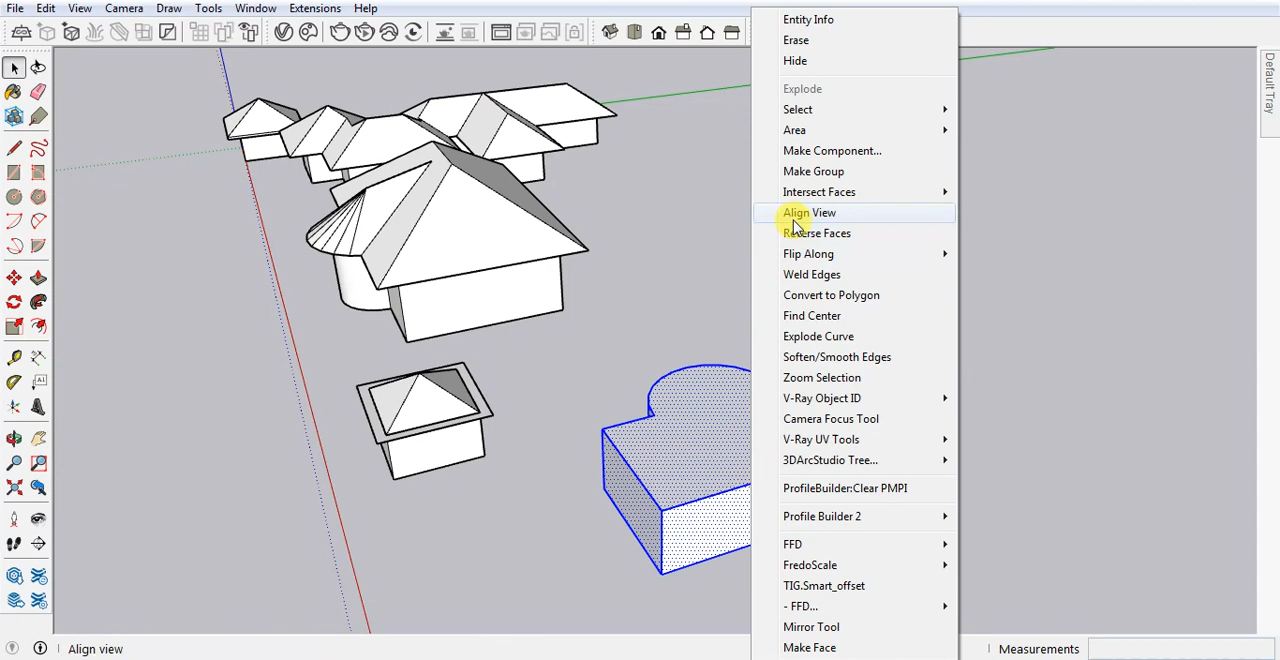 File Edit View Camera Draw Tools Window Extensions Help
Entity Info
Erase
Hide
Explode
Select
Area
Make Component...
Make Group
Intersect Faces
Align View
Reverse Faces
Flip Along
Weld Edges
Convert to Polygon
Find Center
Explode Curve
Soften/Smooth Edges
Zoom Selection
V-Ray Object ID
Camera Focus Tool
V-Ray UV Tools
3DArcStudio Tree...
ProfileBuilder:Clear PMPI
Profile Builder 2
FFD
FredoScale
TIG.Smart_offset
- FFD...
Mirror Tool
Make Face
Default Tray
Align view
Measurements